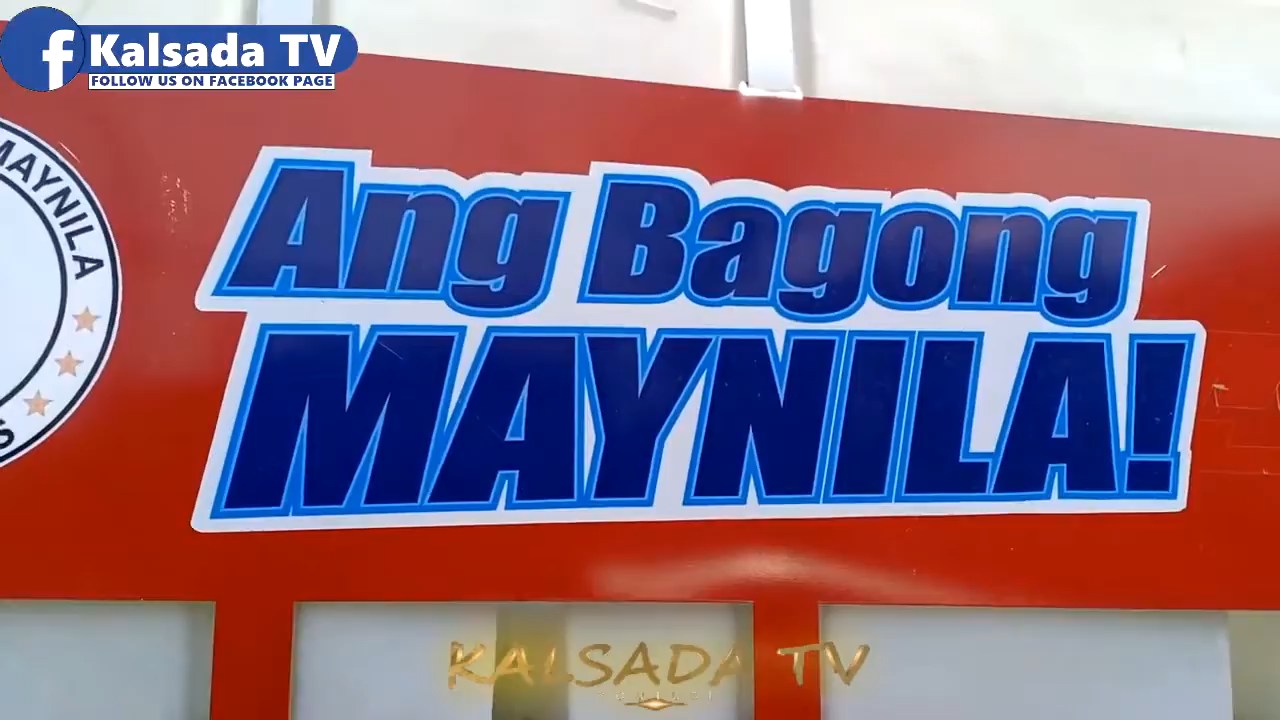 Kalsada TV
FOLLOW US ON FACEBOOK PAGE
MAYNILA
Ang Bagong
MAYNILA!
KALSADA TV